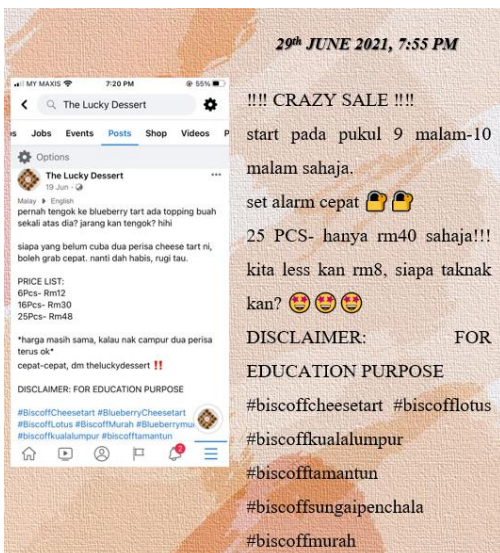 MY MAXIS 7:20 PM 55%
The Lucky Dessert
Jobs Events Posts Shop Videos
Options
The Lucky Dessert
19 Jun
Malay ▸ English
pernah tengok ke blueberry tart ada topping buah
sekali atas dia? jarang kan tengok? hihi
siapa yang belum cuba dua perisa cheese tart ni,
boleh grab cepat. nanti dah habis, rugi tau.
PRICE LIST:
6Pcs- Rm12
16Pcs- Rm30
25Pcs- Rm48
*harga masih sama, kalau nak campur dua perisa
terus ok*
cepat-cepat, dm theluckydessert ‼️
DISCLAIMER: FOR EDUCATION PURPOSE
#BiscoffCheesetart #BlueberryCheesetart
#BiscoffLotus #BiscoffMurah #Blueberrymu
#biscoffkualalumpur #biscofftamantun
2
29th JUNE 2021, 7:55 PM
!!!! CRAZY SALE !!!!
start pada pukul 9 malam-10
malam sahaja.
set alarm cepat 🔐 🔐
25 PCS- hanya rm40 sahaja!!!
kita less kan rm8, siapa taknak
kan? 🤩 🤩 🤩
DISCLAIMER: FOR
EDUCATION PURPOSE
#biscoffcheesetart #biscofflotus
#biscoffkualalumpur
#biscofftamantun
#biscoffsungaipenchala
#biscoffmurah